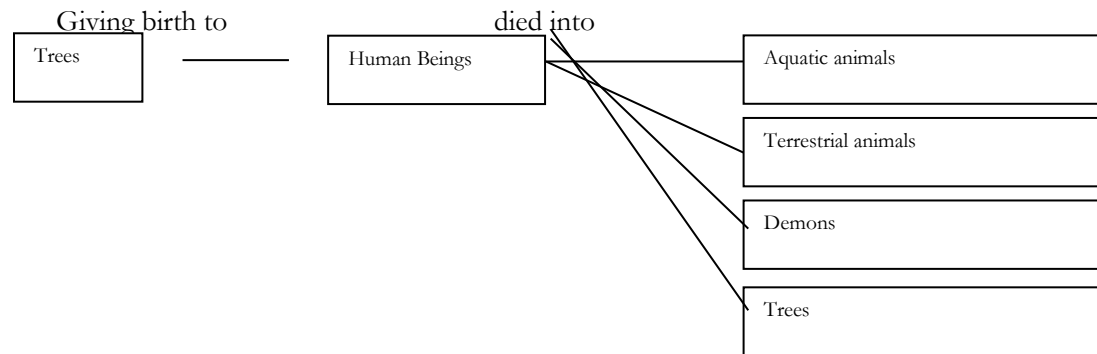 Giving birth to
died into
Trees
Human Beings
Aquatic animals
Terrestrial animals
Demons
Trees